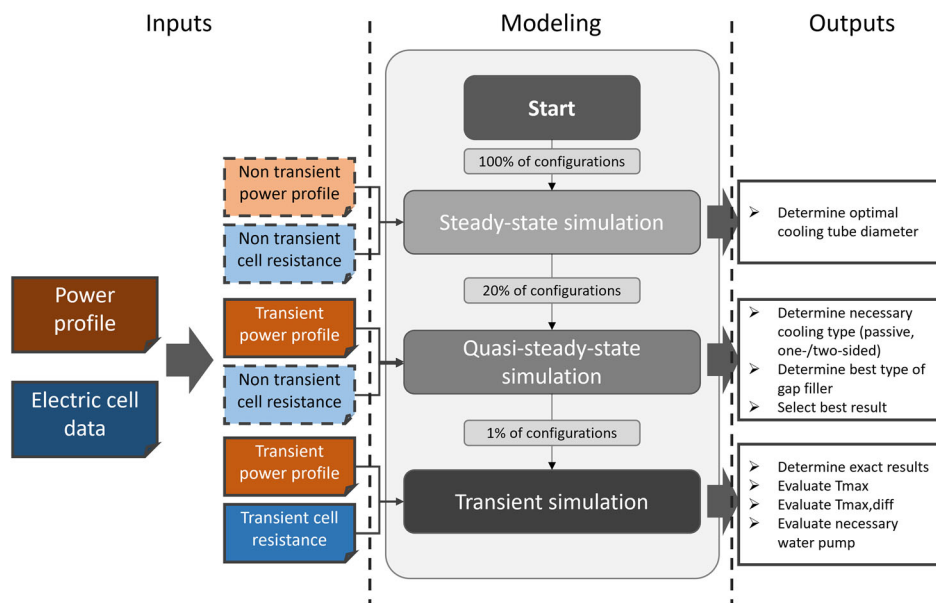 Inputs
Modeling
Outputs
Start
100% of configurations
Non transient
power profile
Non transient
cell resistance
Steady-state simulation
Determine optimal
cooling tube diameter
20% of configurations
Power
profile
Electric cell
data
Transient
power profile
Non transient
cell resistance
Quasi-steady-state
simulation
Determine necessary
cooling type (passive,
one-/two-sided)
Determine best type of
gap filler
Select best result
1% of configurations
Transient
power profile
Transient cell
resistance
Transient simulation
Determine exact results
Evaluate Tmax
Evaluate Tmax,diff
Evaluate necessary
water pump